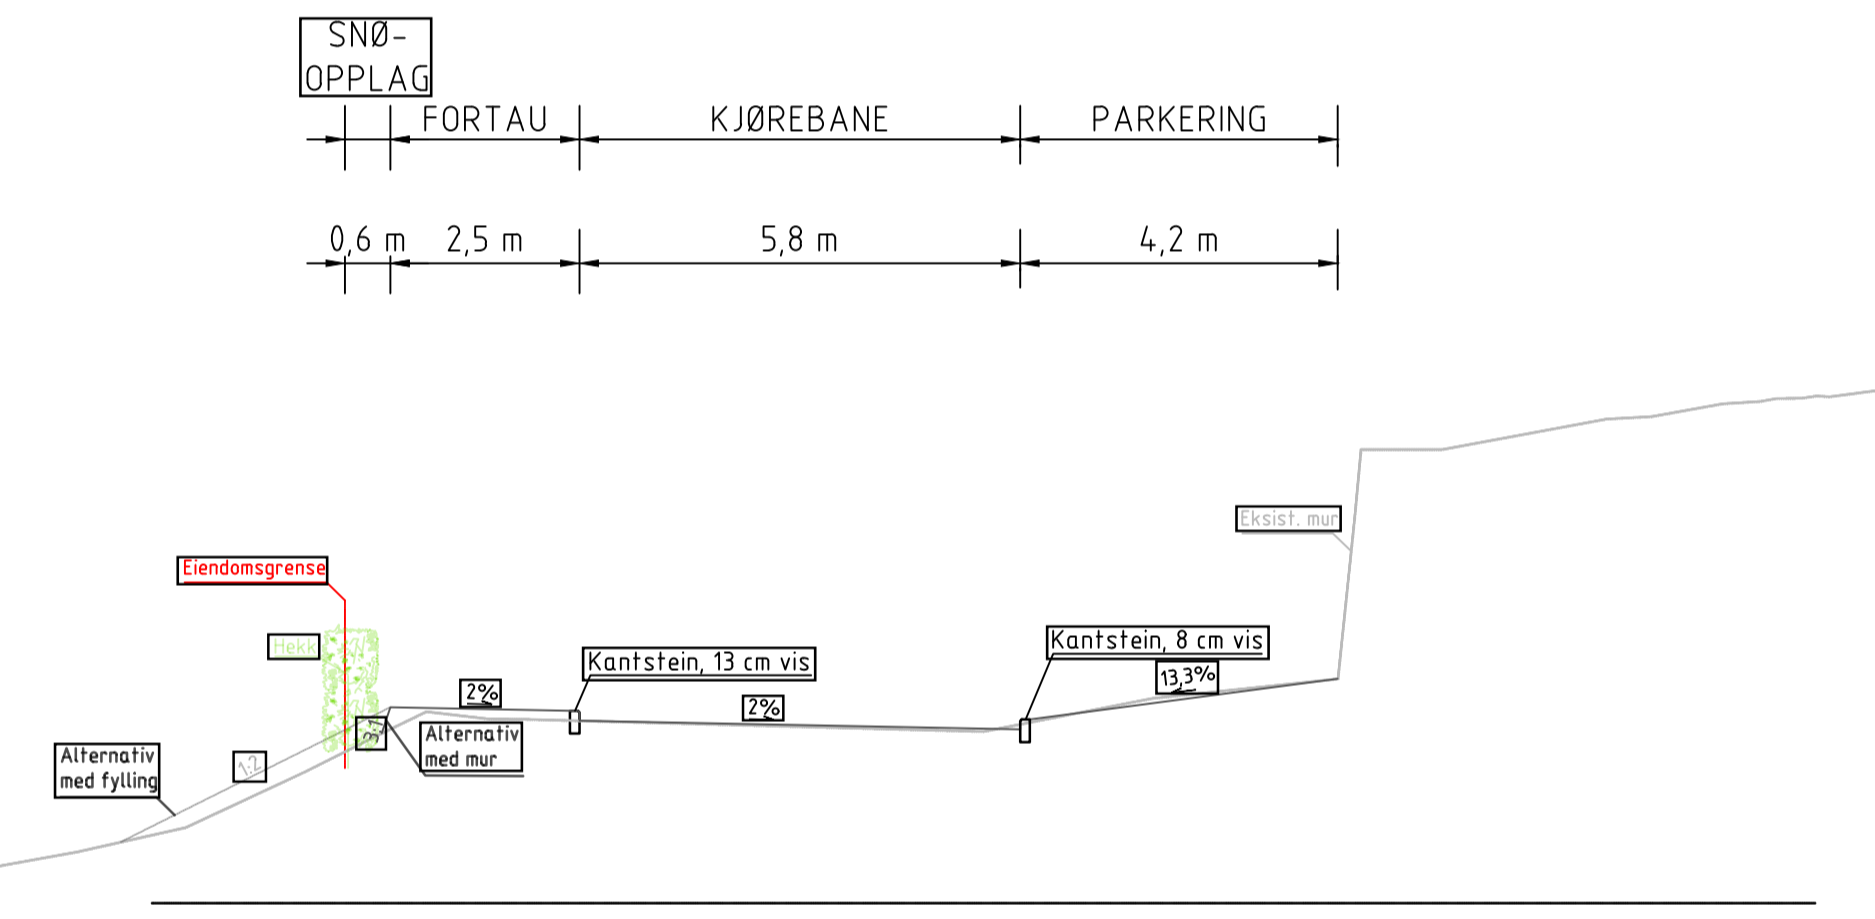 SNØ-
OPPLAG
FORTAU KJØREBANE PARKERING
0,6 m 2,5 m 5,8 m 4,2 m
Eksist. mur
Eiendomsgrense
Hekk
Kantstein, 13 cm vis
Kantstein, 8 cm vis
2%
2%
13,3%
3:1
Alternativ
med mur
1:2
Alternativ
med fylling